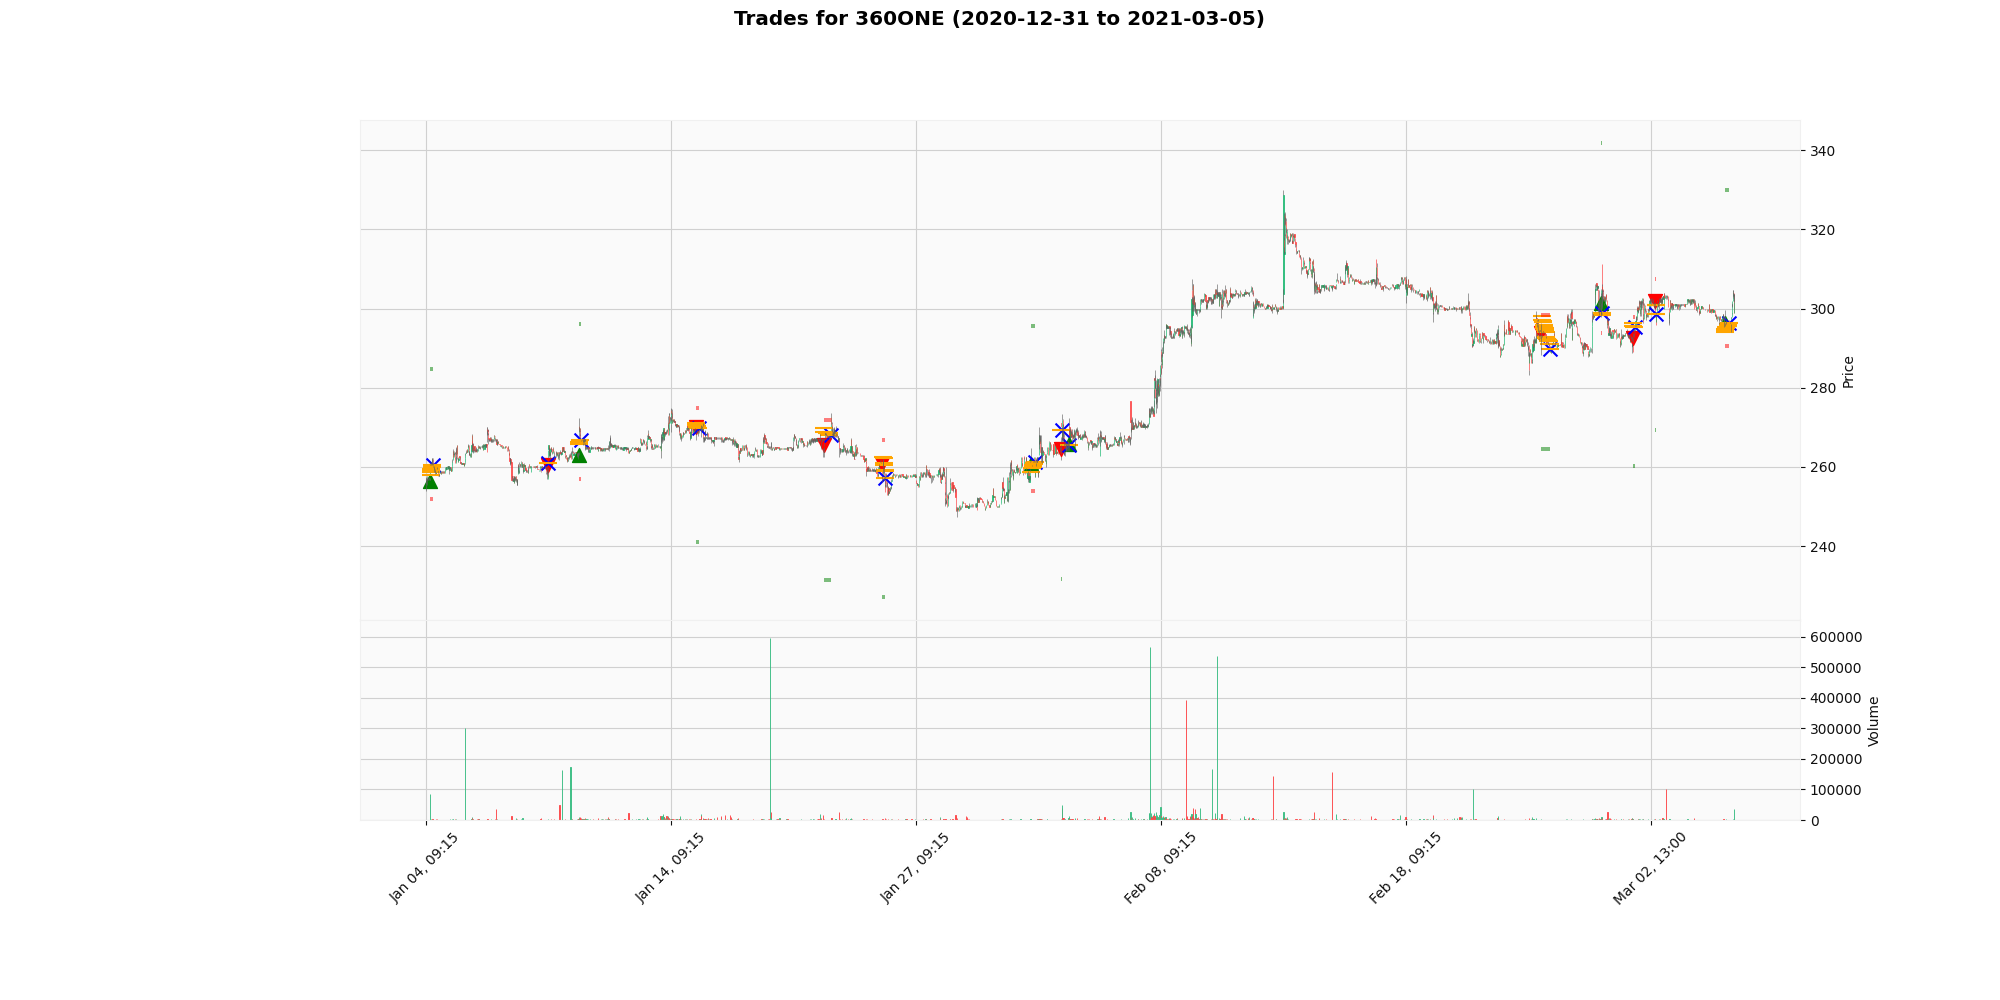 Trades for 360ONE (2020-12-31 to 2021-03-05)
340
320
300
280
260
240
Price
600000
500000
400000
300000
200000
100000
0
Volume
Jan 04, 09:15
Jan 14, 09:15
Jan 27, 09:15
Feb 08, 09:15
Feb 18, 09:15
Mar 02, 13:00